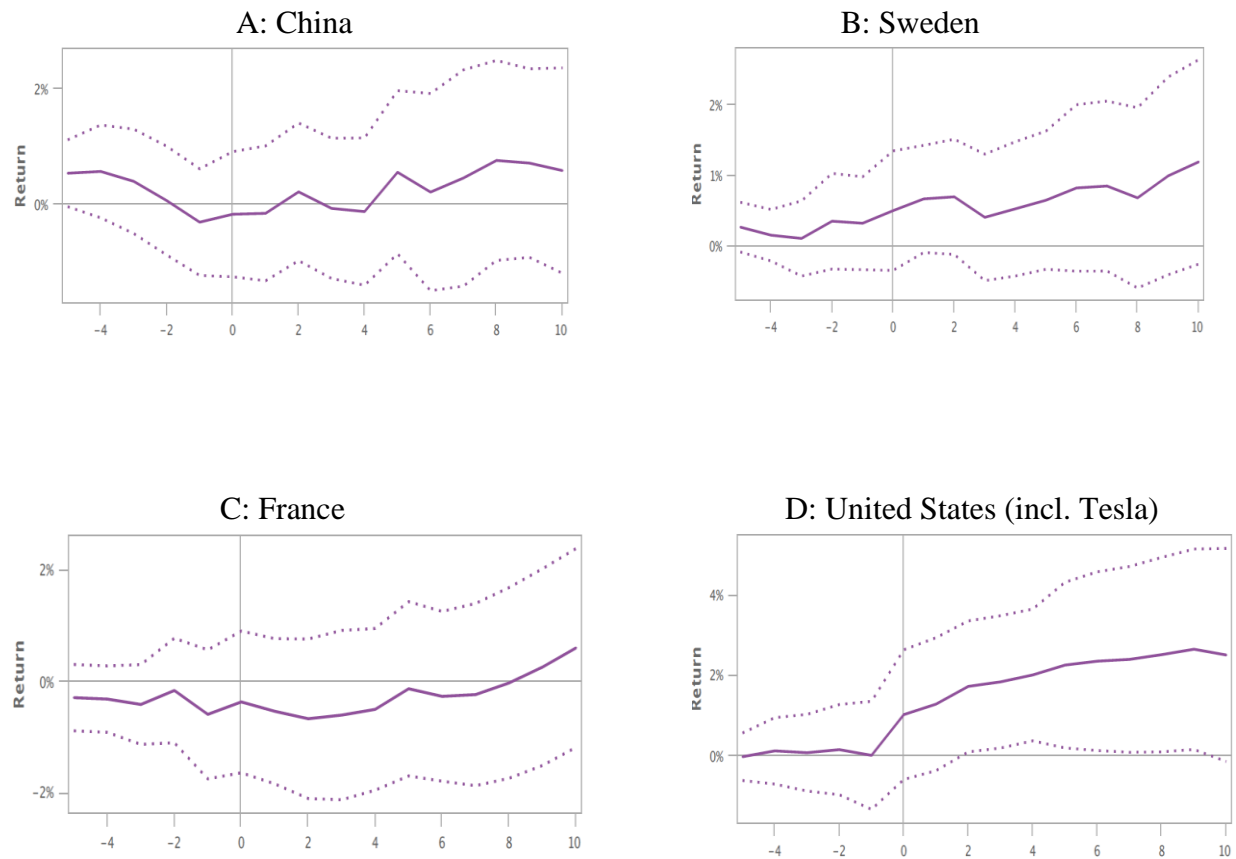 A: China
2%
0%
Return
−4 −2 0 2 4 6 8 10
B: Sweden
2%
1%
0%
Return
−4 −2 0 2 4 6 8 10
C: France
2%
0%
−2%
Return
−4 −2 0 2 4 6 8 10
D: United States (incl. Tesla)
4%
2%
0%
Return
−4 −2 0 2 4 6 8 10